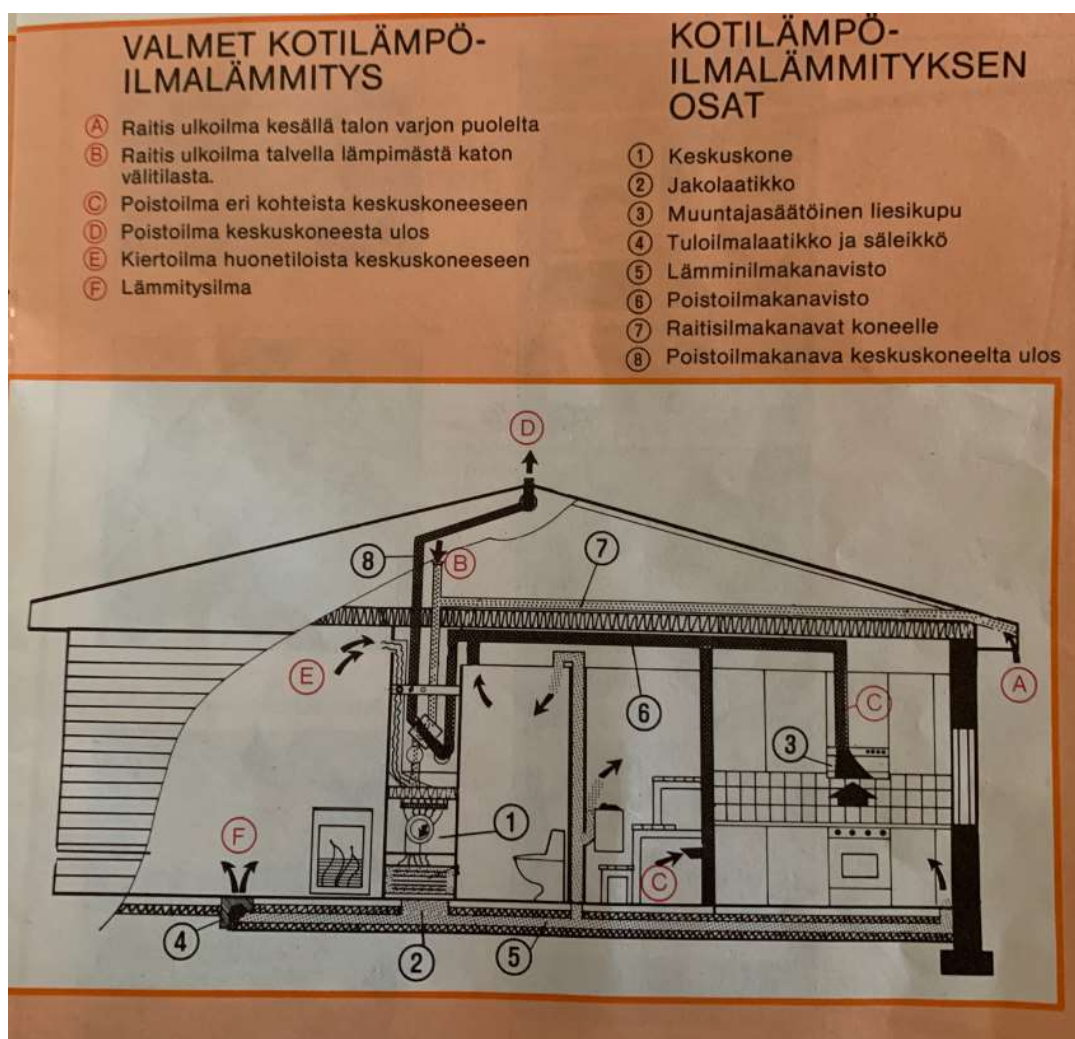 VALMET KOTILÄMPÖ-
ILMALÄMMITYS
A Raitis ulkoilma kesällä talon varjon puolelta
B Raitis ulkoilma talvella lämpimästä katon
välitilasta.
C Poistoilma eri kohteista keskuskoneeseen
D Poistoilma keskuskoneesta ulos
E Kiertoilma huonetiloista keskuskoneeseen
F Lämmitysilma
KOTILÄMPÖ-
ILMALÄMMITYKSEN
OSAT
1 Keskuskone
2 Jakolaatikko
3 Muuntajasäätöinen liesikupu
4 Tuloilmalaatikko ja säleikkö
5 Lämminilmakanavisto
6 Poistoilmakanavisto
7 Raitisilmakanavat koneelle
8 Poistoilmakanava keskuskoneelta ulos
D
8
B
7
E
A
6
C
3
F
1
C
4
2
5